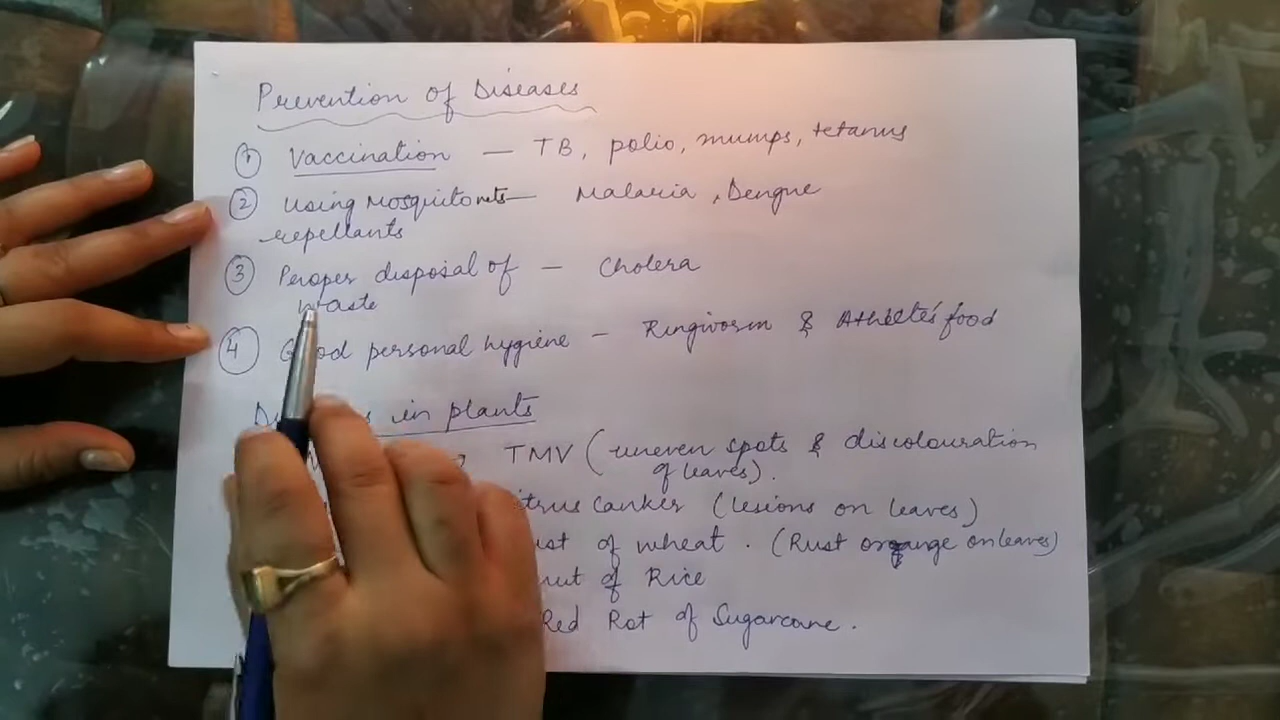 Prevention of Diseases
① Vaccination — TB, polio, mumps, tetanus
② Using Mosquito nets — Malaria, Dengue
repellants
③ Peroper disposal of — Cholera
waste
④ personal hygiene — Ringworm & Athlete's food
in plants
TMV (uneven spots & discolouration
of leaves).
canker (lesions on leaves)
of wheat. (Rust orange on leaves)
of Rice
Red Rot of Sugarcane.